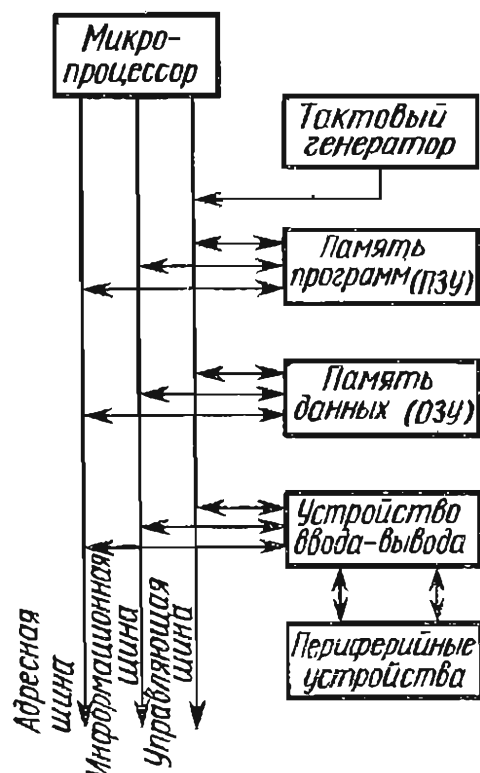 Микро-
процессор
Тактовый
генератор
Память
программ (ПЗУ)
Память
данных (ОЗУ)
Устройство
ввода-вывода
Периферийные
устройства
Адресная
шина
Информационная
шина
Управляющая
шина